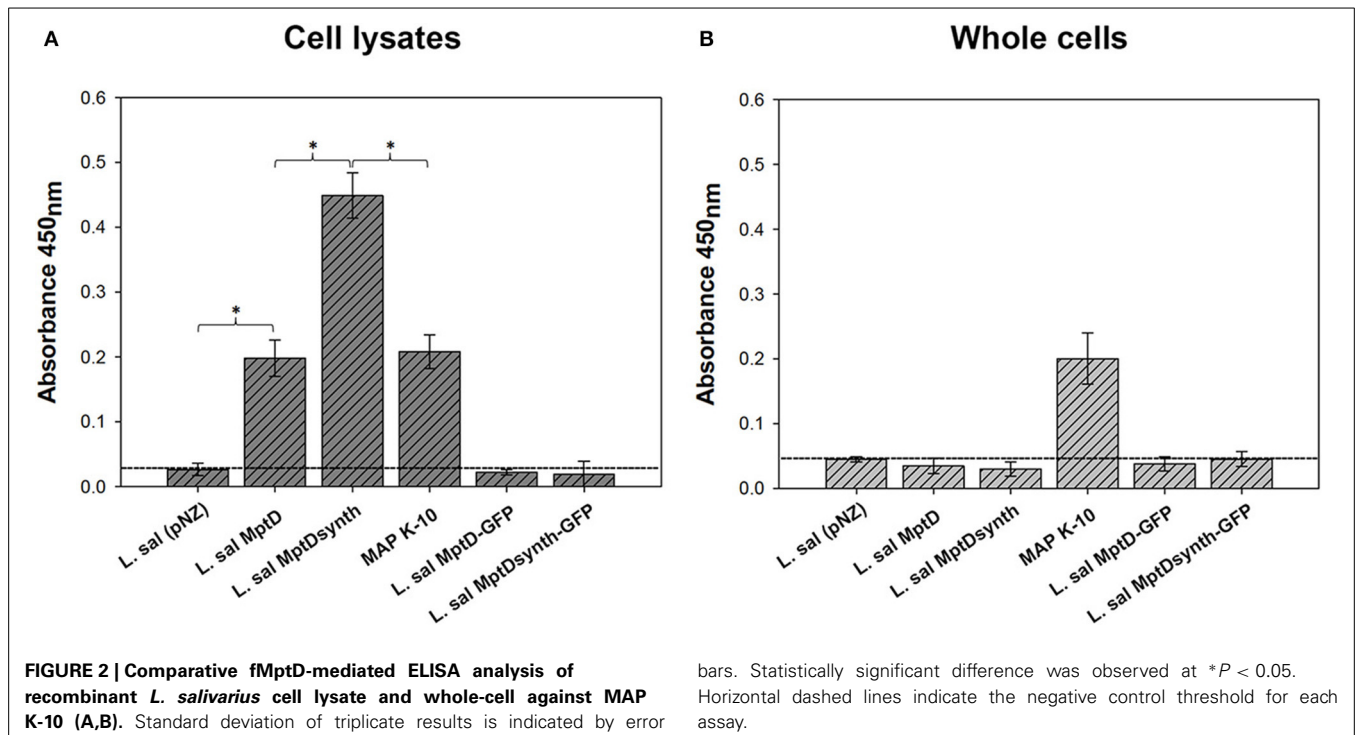 A
Cell lysates
0.6
0.5
0.4
0.3
0.2
0.1
0.0
Absorbance 450nm
*
*
*
L. sal (pNZ)
L. sal MptD
L. sal MptDsynth
MAP K-10
L. sal MptD-GFP
L. sal MptDsynth-GFP
B
Whole cells
0.6
0.5
0.4
0.3
0.2
0.1
0.0
Absorbance 450nm
L. sal (pNZ)
L. sal MptD
L. sal MptDsynth
MAP K-10
L. sal MptD-GFP
L. sal MptDsynth-GFP
FIGURE 2 | Comparative fMptD-mediated ELISA analysis of
recombinant L. salivarius cell lysate and whole-cell against MAP
K-10 (A,B). Standard deviation of triplicate results is indicated by error
bars. Statistically significant difference was observed at *P < 0.05.
Horizontal dashed lines indicate the negative control threshold for each
assay.